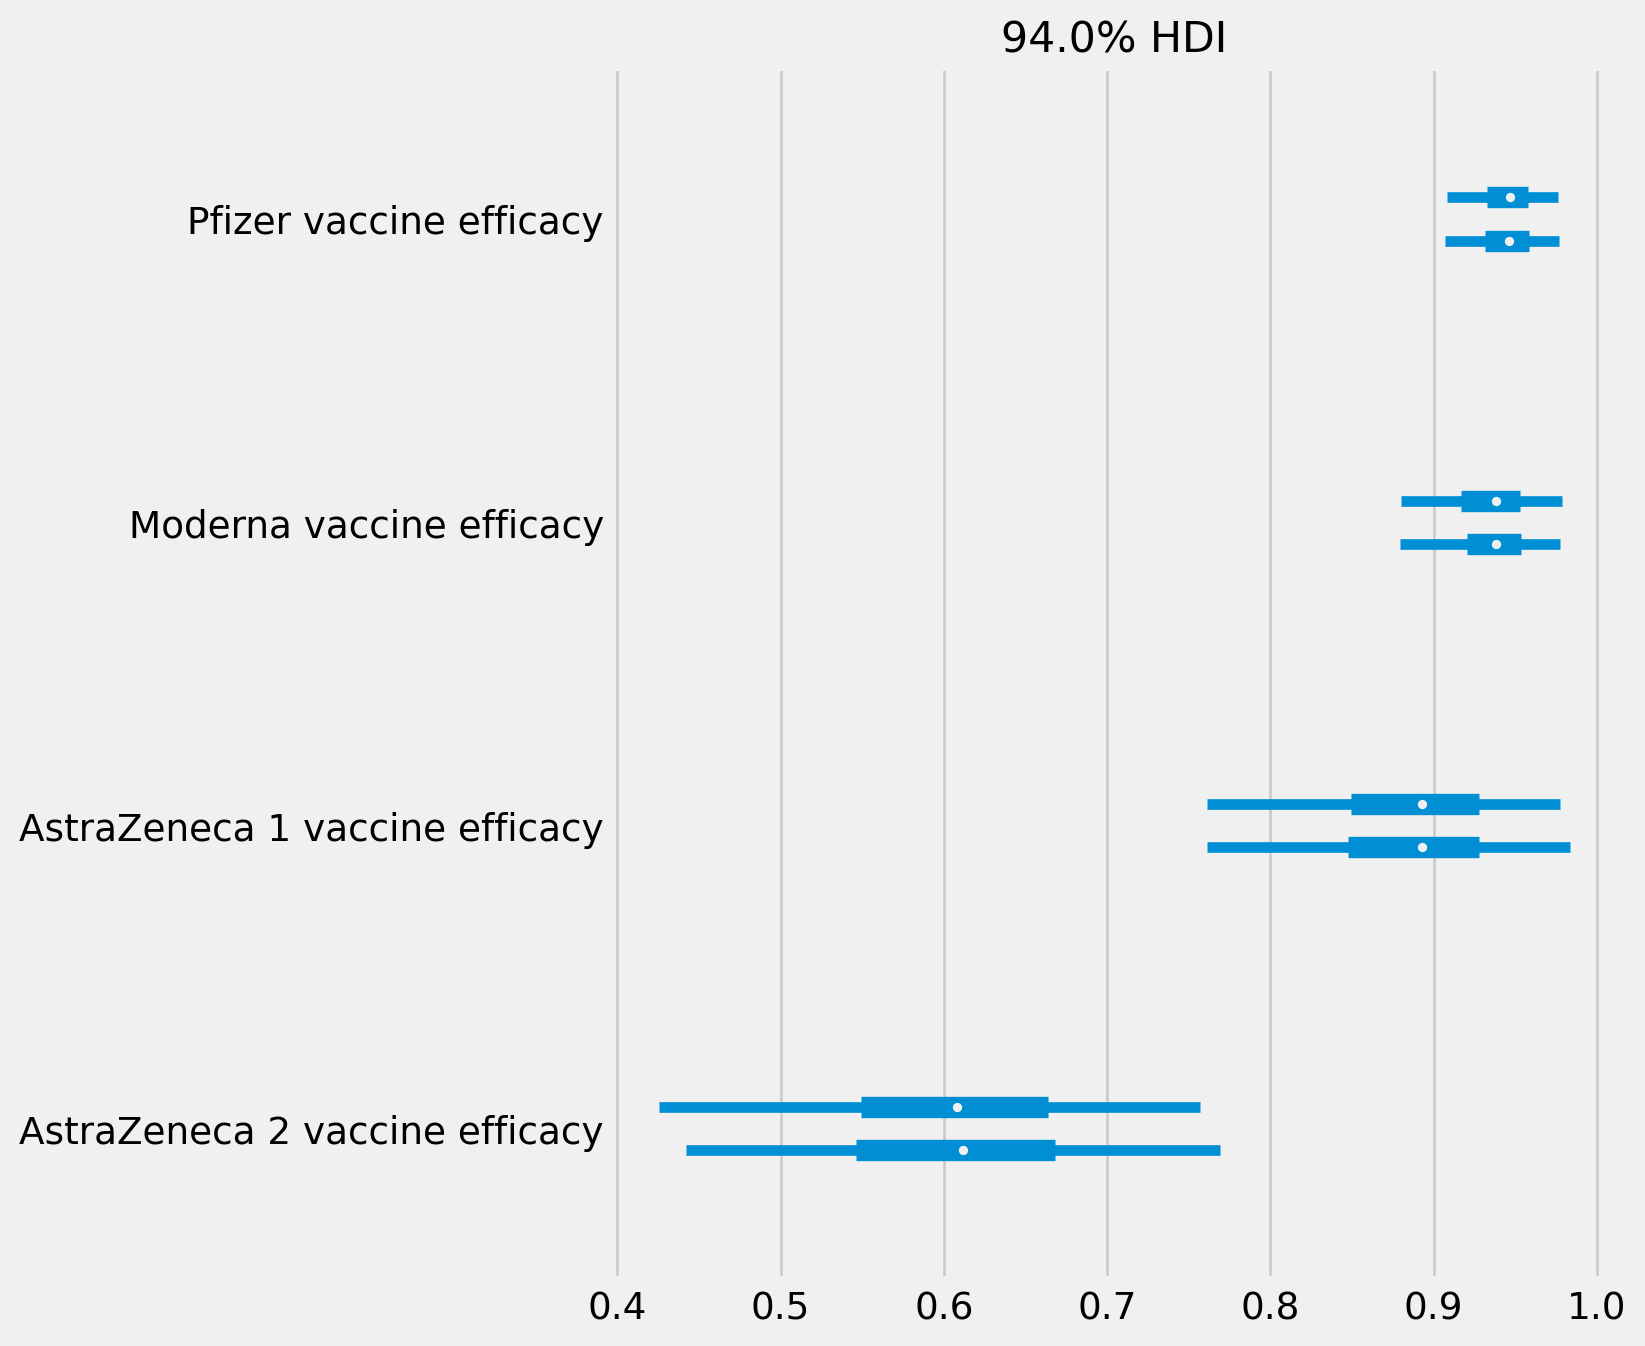 94.0% HDI
Pfizer vaccine efficacy
Moderna vaccine efficacy
AstraZeneca 1 vaccine efficacy
AstraZeneca 2 vaccine efficacy
0.4 0.5 0.6 0.7 0.8 0.9 1.0